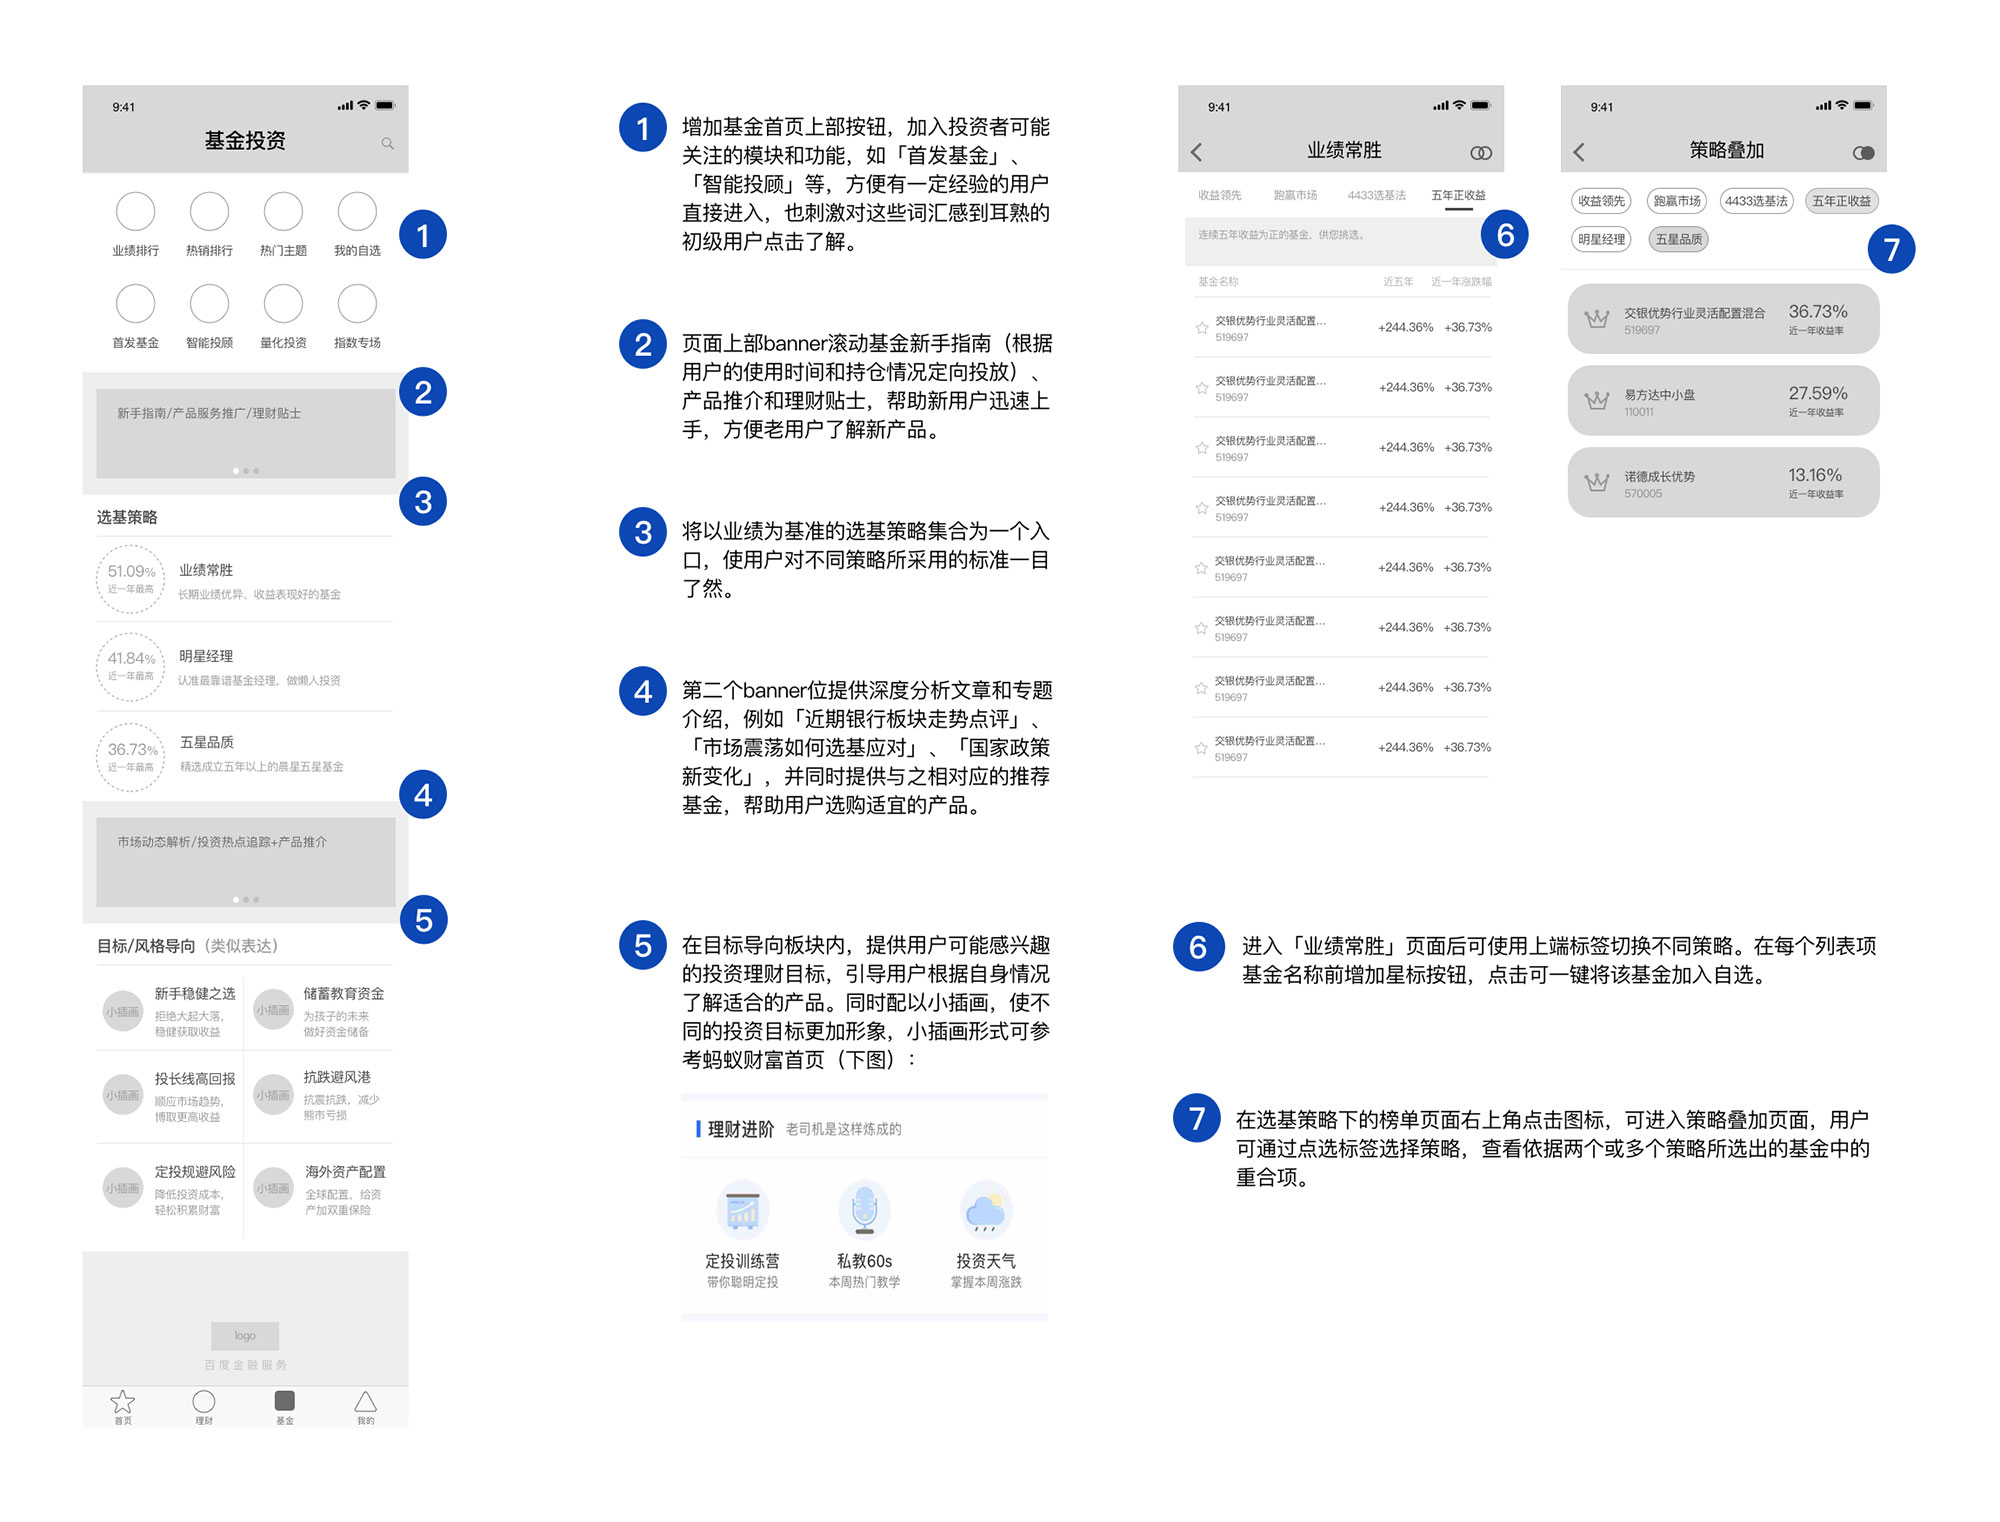 9:41
基金投资
业绩排行 热销排行 热门主题 我的自选
1
首发基金 智能投顾 量化投资 指数专场
2
新手指南/产品服务推广/理财贴士
3
选基策略
51.09%
近一年最高
业绩常胜
长期业绩优异、收益表现好的基金
41.84%
近一年最高
明星经理
认准最靠谱基金经理，做懒人投资
36.73%
近一年最高
五星品质
精选成立五年以上的晨星五星基金
4
市场动态解析/投资热点追踪+产品推介
5
目标/风格导向（类似表达）
小插画
新手稳健之选
拒绝大起大落，
稳健获取收益
小插画
储蓄教育资金
为孩子的未来
做好资金储备
小插画
投长线高回报
顺应市场趋势，
博取更高收益
小插画
抗跌避风港
抗震抗跌，减少
熊市亏损
小插画
定投规避风险
降低投资成本，
轻松积累财富
小插画
海外资产配置
全球配置，给资
产加双重保险
logo
百度金融服务
首页 理财 基金 我的
1
增加基金首页上部按钮，加入投资者可能
关注的模块和功能，如「首发基金」、
「智能投顾」等，方便有一定经验的用户
直接进入，也刺激对这些词汇感到耳熟的
初级用户点击了解。
2
页面上部banner滚动基金新手指南（根据
用户的使用时间和持仓情况定向投放）、
产品推介和理财贴士，帮助新用户迅速上
手，方便老用户了解新产品。
3
将以业绩为基准的选基策略集合为一个入
口，使用户对不同策略所采用的标准一目
了然。
4
第二个banner位提供深度分析文章和专题
介绍，例如「近期银行板块走势点评」、
「市场震荡如何选基应对」、「国家政策
新变化」，并同时提供与之相对应的推荐
基金，帮助用户选购适宜的产品。
5
在目标导向板块内，提供用户可能感兴趣
的投资理财目标，引导用户根据自身情况
了解适合的产品。同时配以小插画，使不
同的投资目标更加形象，小插画形式可参
考蚂蚁财富首页（下图）：
理财进阶 老司机是这样炼成的
定投训练营 私教60s 投资天气
带你聪明定投 本周热门教学 掌握本周涨跌
9:41
业绩常胜
收益领先 跑赢市场 4433选基法 五年正收益
6
连续五年收益为正的基金，供您挑选。
基金名称 近五年 近一年涨跌幅
交银优势行业灵活配置... +244.36% +36.73%
519697
交银优势行业灵活配置... +244.36% +36.73%
519697
交银优势行业灵活配置... +244.36% +36.73%
519697
交银优势行业灵活配置... +244.36% +36.73%
519697
交银优势行业灵活配置... +244.36% +36.73%
519697
交银优势行业灵活配置... +244.36% +36.73%
519697
交银优势行业灵活配置... +244.36% +36.73%
519697
交银优势行业灵活配置... +244.36% +36.73%
519697
9:41
策略叠加
收益领先 跑赢市场 4433选基法 五年正收益
明星经理 五星品质
7
交银优势行业灵活配置混合 36.73%
519697 近一年收益率
易方达中小盘 27.59%
110011 近一年收益率
诺德成长优势 13.16%
570005 近一年收益率
6
进入「业绩常胜」页面后可使用上端标签切换不同策略。在每个列表项
基金名称前增加星标按钮，点击可一键将该基金加入自选。
7
在选基策略下的榜单页面右上角点击图标，可进入策略叠加页面，用户
可通过点选标签选择策略，查看依据两个或多个策略所选出的基金中的
重合项。